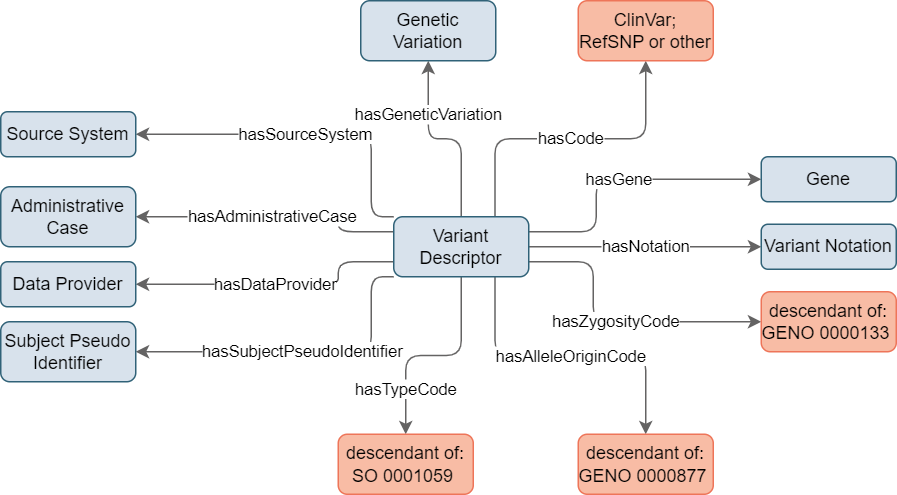 Genetic
Variation
ClinVar;
RefSNP or other
hasGeneticVariation
hasCode
Source System
hasSourceSystem
hasGene
Gene
Administrative
Case
hasAdministrativeCase
Variant
Descriptor
hasNotation
Variant Notation
Data Provider
hasDataProvider
hasZygosityCode
descendant of:
GENO 0000133
Subject Pseudo
Identifier
hasSubjectPseudoIdentifier
hasAlleleOriginCode
hasTypeCode
descendant of:
SO 0001059
descendant of:
GENO 0000877